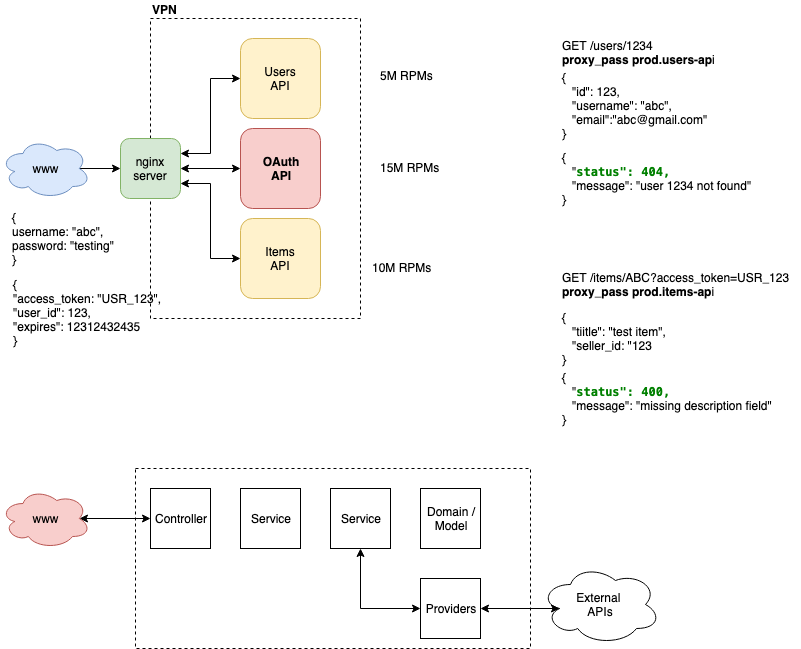 VPN
Users
API
5M RPMs
www
nginx
server
OAuth
API
15M RPMs
Items
API
10M RPMs
{
username: "abc",
password: "testing"
}
{
"access_token: "USR_123",
"user_id": 123,
"expires": 12312432435
}
GET /users/1234
proxy_pass prod.users-api
{
"id": 123,
"username": "abc",
"email":"abc@gmail.com"
}
{
"status": 404,
"message": "user 1234 not found"
}
GET /items/ABC?access_token=USR_123
proxy_pass prod.items-api
{
"tiitle": "test item",
"seller_id: "123
}
{
"status": 400,
"message": "missing description field"
}
www
Controller
Service
Service
Domain /
Model
Providers
External
APIs